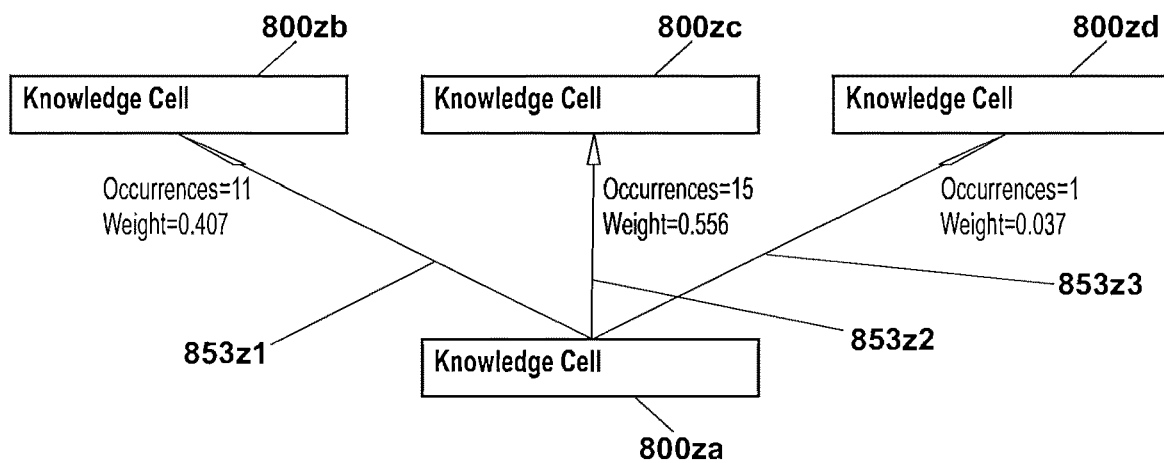 800zb
800zc
800zd
Knowledge Cell
Knowledge Cell
Knowledge Cell
Occurrences=11
Weight=0.407
Occurrences=15
Weight=0.556
Occurrences=1
Weight=0.037
853z1
853z2
853z3
Knowledge Cell
800za